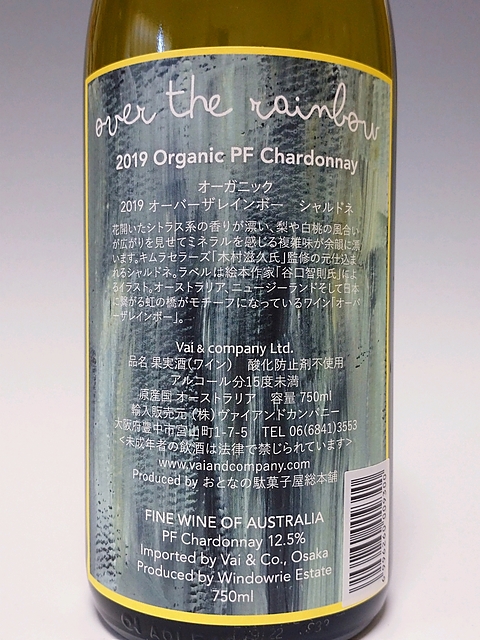 over the rainbow
2019 Organic PF Chardonnay
オーガニック
2019 オーバーザレインボー シャルドネ
花開いたシトラス系の香りが漂い、梨や白桃の風合い
が広がりを見せてミネラルを感じる複雑味が余韻に漂
います。キムラセラーズ「木村滋久氏」監修の元仕込ま
れるシャルドネ。ラベルは絵本作家「谷口智則氏」によ
るイラスト。オーストラリア、ニュージーランドそして日本
に繋がる虹の橋がモチーフになっているワイン「オーバ
ーザレインボー」。
Vai & company Ltd.
品名 果実酒(ワイン) 酸化防止剤不使用
アルコール分15度未満
原産国 オーストラリア 容量 750ml
輸入販売元 (株)ヴァイアンドカンパニー
大阪府豊中市宮山町1-7-5 TEL 06(6841)3553
<未成年者の飲酒は法律で禁じられています>
www.vaiandcompany.com
Produced by おとなの駄菓子屋総本舗
FINE WINE OF AUSTRALIA
PF Chardonnay 12.5%
Imported by Vai & Co., Osaka
Produced by Windowrie Estate
750ml